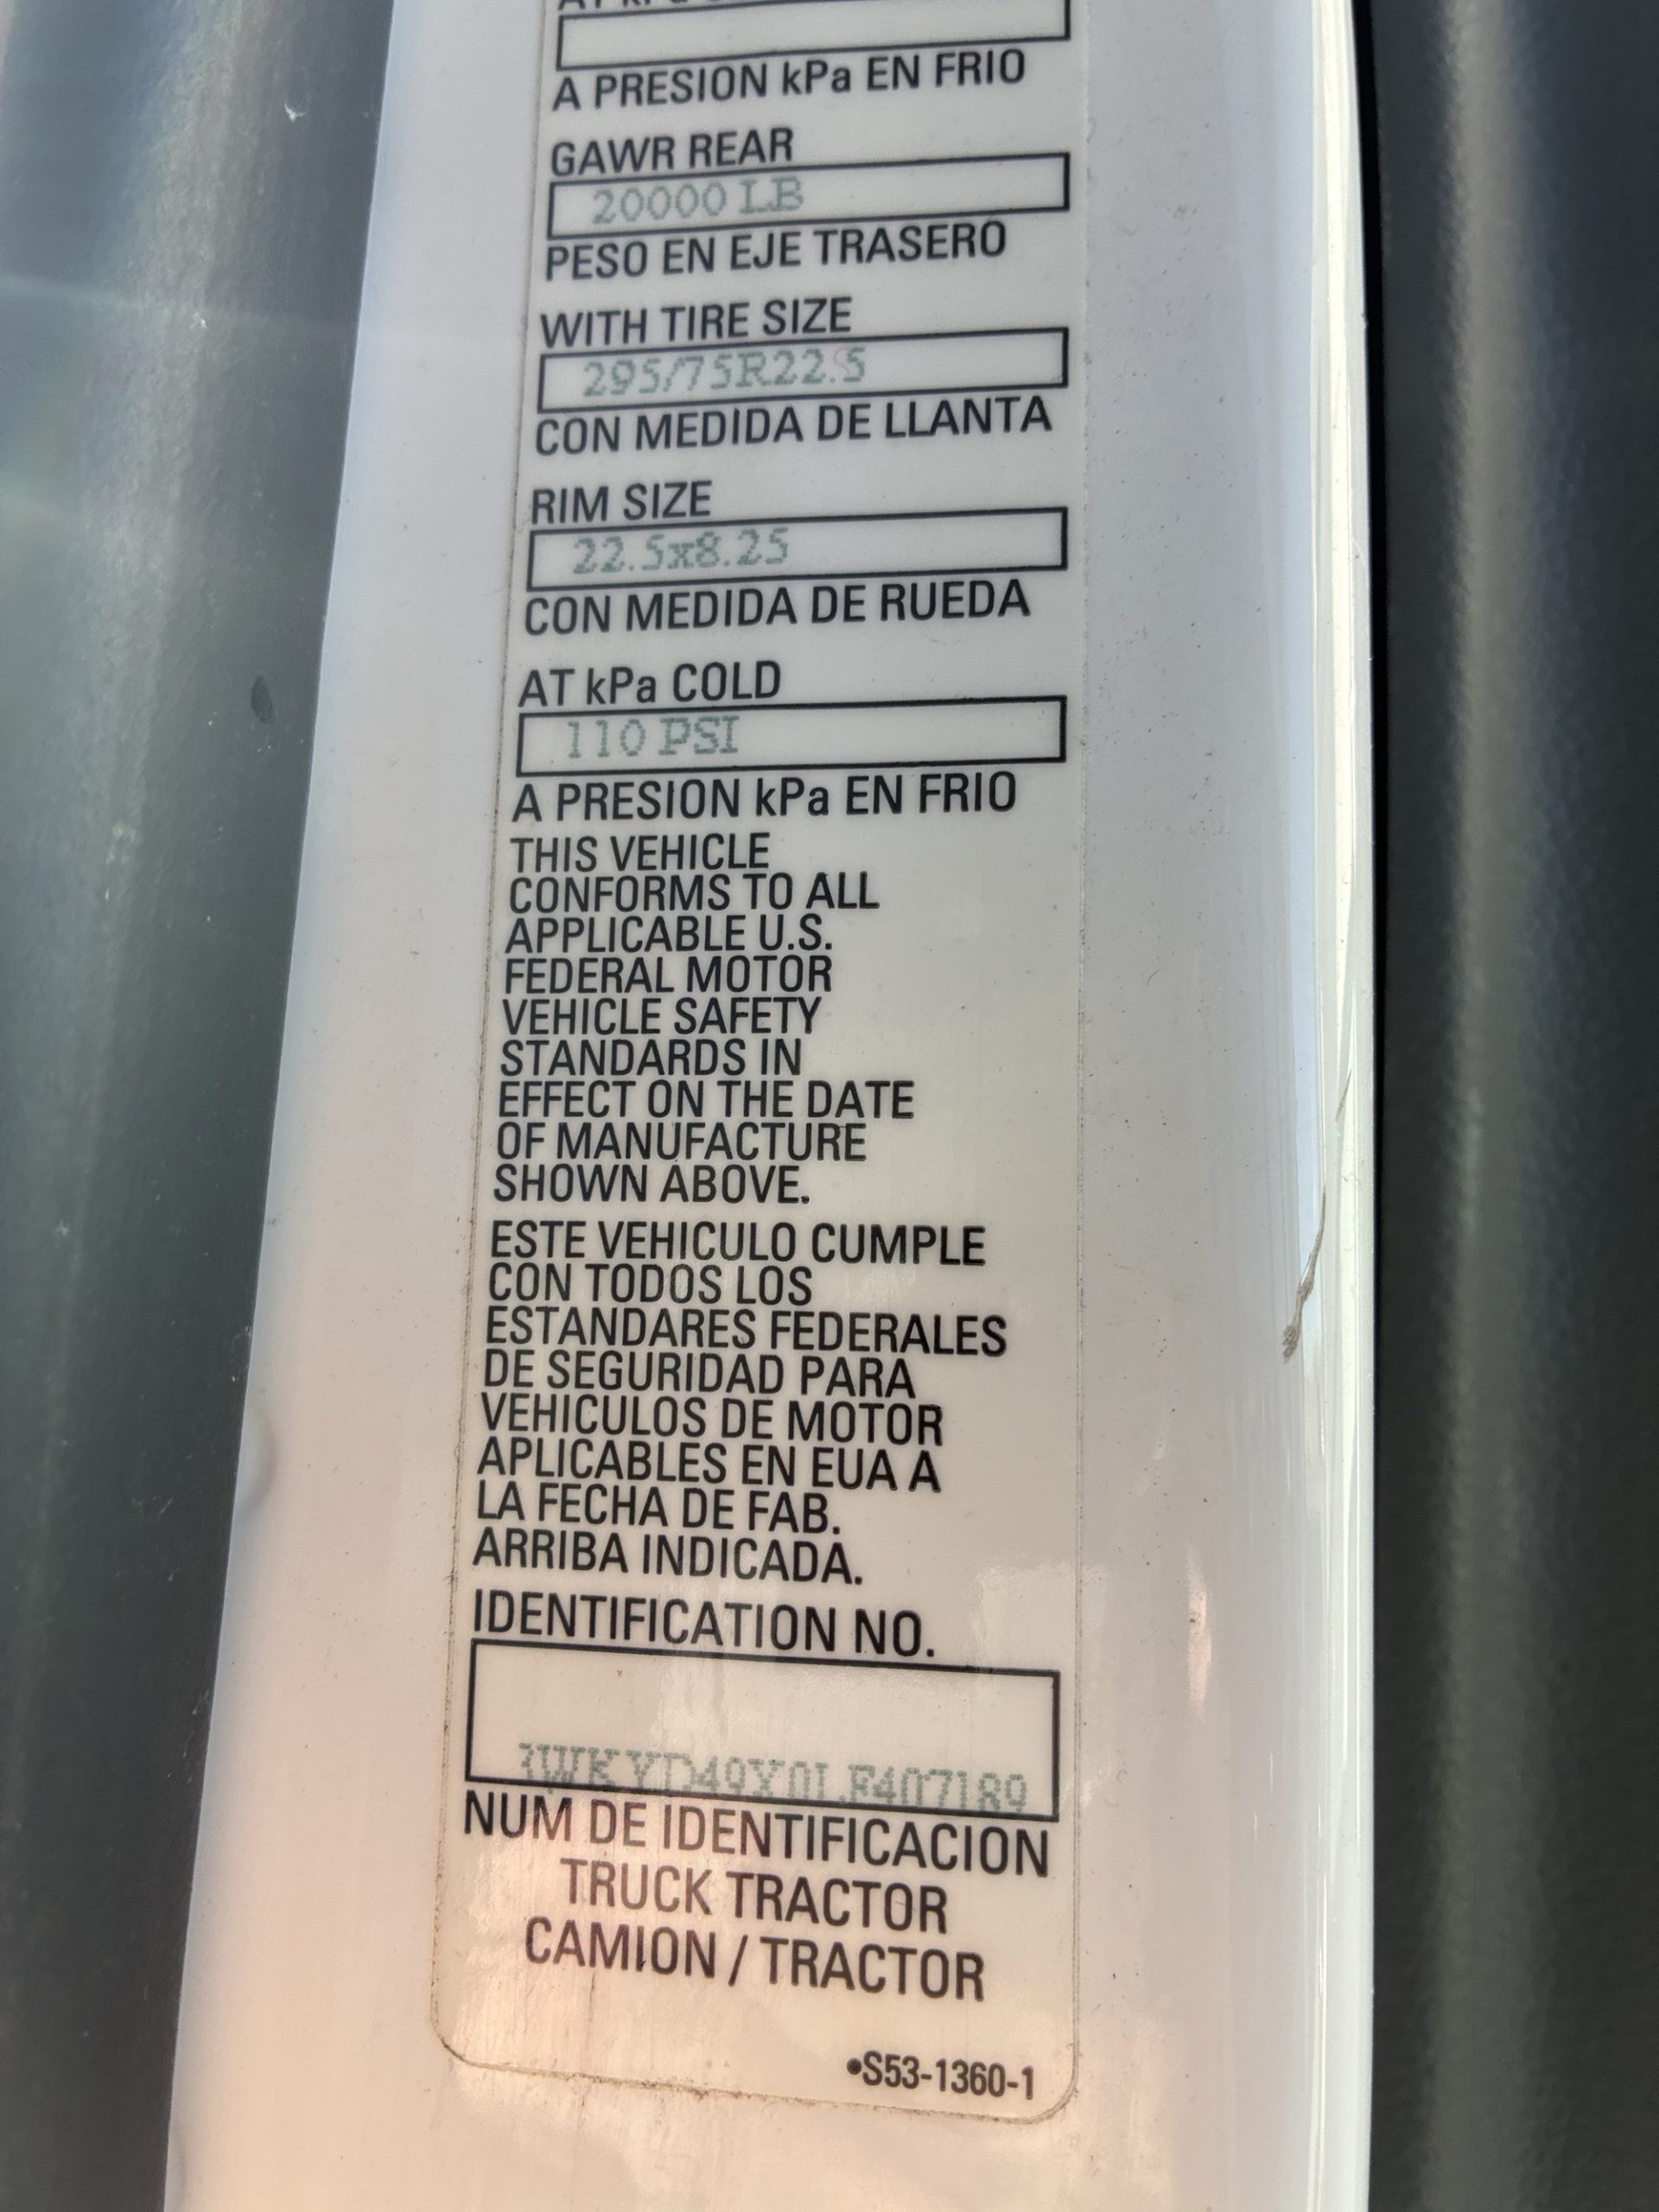 A PRESION kPa EN FRIO
GAWR REAR
20000 LB
PESO EN EJE TRASERO
WITH TIRE SIZE
295/75R22.5
CON MEDIDA DE LLANTA
RIM SIZE
22.5x8.25
CON MEDIDA DE RUEDA
AT kPa COLD
110 PSI
A PRESION kPa EN FRIO
THIS VEHICLE
CONFORMS TO ALL
APPLICABLE U.S.
FEDERAL MOTOR
VEHICLE SAFETY
STANDARDS IN
EFFECT ON THE DATE
OF MANUFACTURE
SHOWN ABOVE.
ESTE VEHICULO CUMPLE
CON TODOS LOS
ESTANDARES FEDERALES
DE SEGURIDAD PARA
VEHICULOS DE MOTOR
APLICABLES EN EUA A
LA FECHA DE FAB.
ARRIBA INDICADA.
IDENTIFICATION NO.
3WKYD49X0LF407189
NUM DE IDENTIFICACION
TRUCK TRACTOR
CAMION / TRACTOR
•S53-1360-1